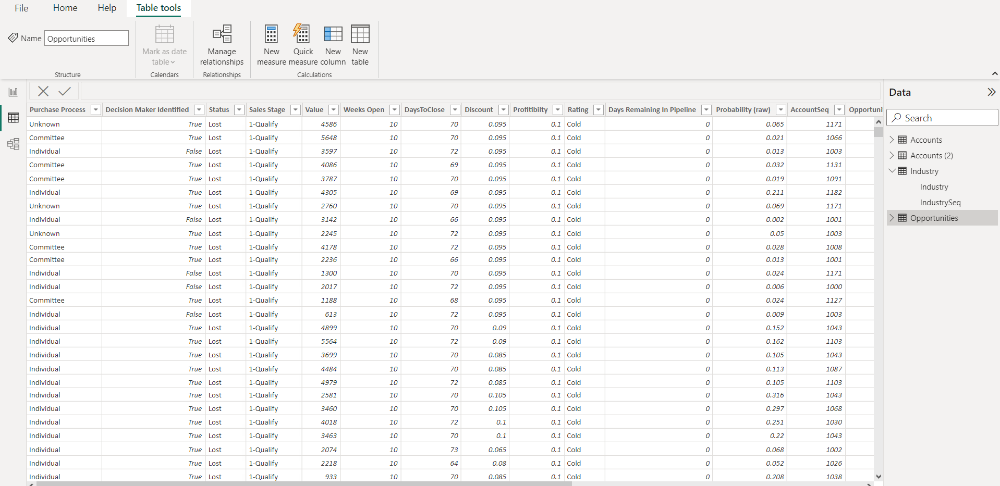 File Home Help Table tools
Name Opportunities
Mark as date table
Manage relationships
New measure
Quick measure
New column
New table
Structure Calendars Relationships Calculations
Data
Search
Accounts
Accounts (2)
Industry
Industry
IndustrySeq
Opportunities
Purchase Process Decision Maker Identified Status Sales Stage Value Weeks Open DaysToClose Discount Profitibilty Rating Days Remaining In Pipeline Probability (raw) AccountSeq Opportuni
Unknown True Lost 1-Qualify 4586 10 70 0.095 0.1 Cold 0 0.065 1171
Committee True Lost 1-Qualify 5648 10 70 0.095 0.1 Cold 0 0.021 1066
Individual False Lost 1-Qualify 3597 10 72 0.095 0.1 Cold 0 0.013 1003
Committee True Lost 1-Qualify 4086 10 69 0.095 0.1 Cold 0 0.032 1131
Committee True Lost 1-Qualify 3787 10 70 0.095 0.1 Cold 0 0.019 1091
Individual True Lost 1-Qualify 4305 10 69 0.095 0.1 Cold 0 0.211 1182
Unknown True Lost 1-Qualify 2760 10 70 0.095 0.1 Cold 0 0.069 1171
Individual False Lost 1-Qualify 3142 10 66 0.095 0.1 Cold 0 0.002 1001
Unknown True Lost 1-Qualify 2245 10 72 0.095 0.1 Cold 0 0.05 1003
Committee True Lost 1-Qualify 4178 10 72 0.095 0.1 Cold 0 0.028 1008
Committee True Lost 1-Qualify 2236 10 66 0.095 0.1 Cold 0 0.013 1001
Individual False Lost 1-Qualify 1300 10 70 0.095 0.1 Cold 0 0.024 1171
Individual False Lost 1-Qualify 2017 10 72 0.095 0.1 Cold 0 0.006 1000
Committee True Lost 1-Qualify 1188 10 68 0.095 0.1 Cold 0 0.024 1127
Individual False Lost 1-Qualify 613 10 72 0.095 0.1 Cold 0 0.009 1003
Individual True Lost 1-Qualify 4899 10 70 0.09 0.1 Cold 0 0.152 1043
Individual True Lost 1-Qualify 5564 10 72 0.09 0.1 Cold 0 0.162 1103
Individual True Lost 1-Qualify 3699 10 70 0.085 0.1 Cold 0 0.105 1043
Individual True Lost 1-Qualify 4484 10 70 0.085 0.1 Cold 0 0.113 1087
Individual True Lost 1-Qualify 4979 10 72 0.085 0.1 Cold 0 0.105 1103
Individual True Lost 1-Qualify 2581 10 70 0.105 0.1 Cold 0 0.316 1043
Individual True Lost 1-Qualify 3460 10 70 0.105 0.1 Cold 0 0.297 1068
Individual True Lost 1-Qualify 4018 10 72 0.1 0.1 Cold 0 0.251 1030
Individual True Lost 1-Qualify 3463 10 70 0.1 0.1 Cold 0 0.22 1043
Individual True Lost 1-Qualify 2074 10 73 0.065 0.1 Cold 0 0.068 1002
Individual True Lost 1-Qualify 2218 10 64 0.08 0.1 Cold 0 0.052 1026
Individual True Lost 1-Qualify 933 10 70 0.085 0.1 Cold 0 0.208 1038